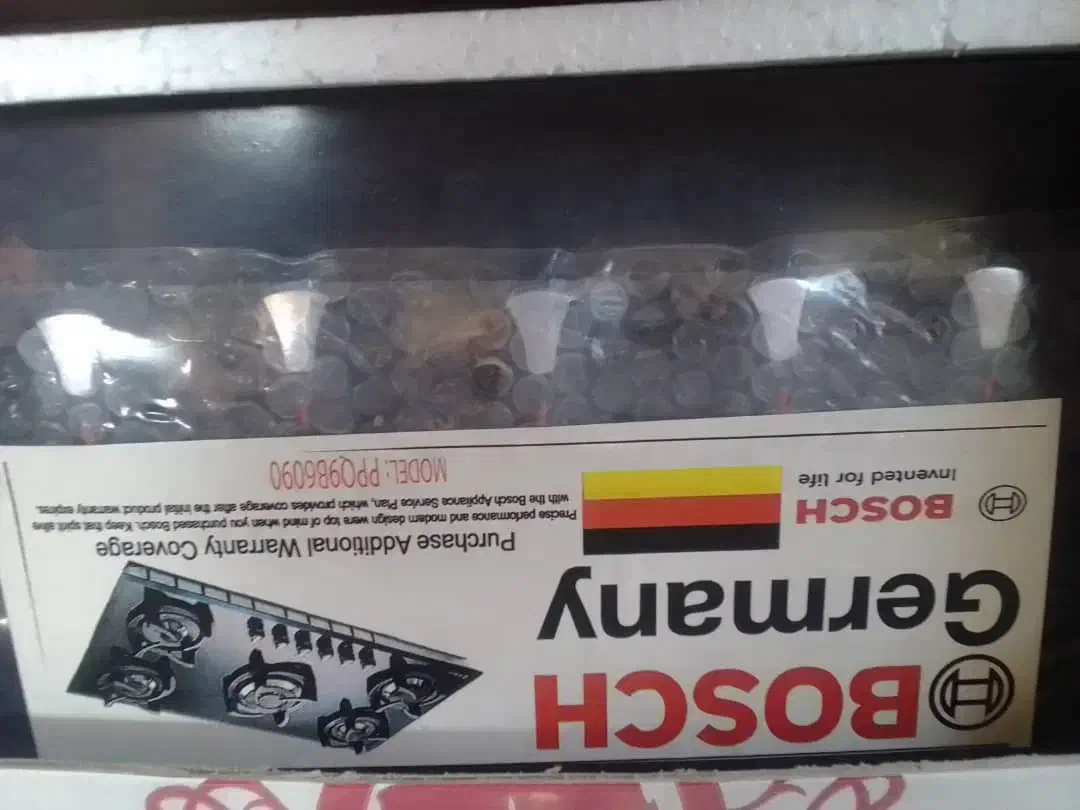 BOSCH
Germany
BOSCH
Invented for life
Purchase Additional Warranty Coverage
Precise performance and modern design were top of mind when you purchased Bosch. Keep that spirit alive
with the Bosch Appliance Service Plan, which provides coverage after the initial product warranty expires.
MODEL: PPQ9B6090